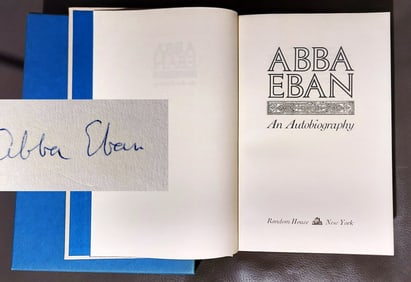 ABBA
EBAN
An Autobiography
Random House New York
Abba Eban